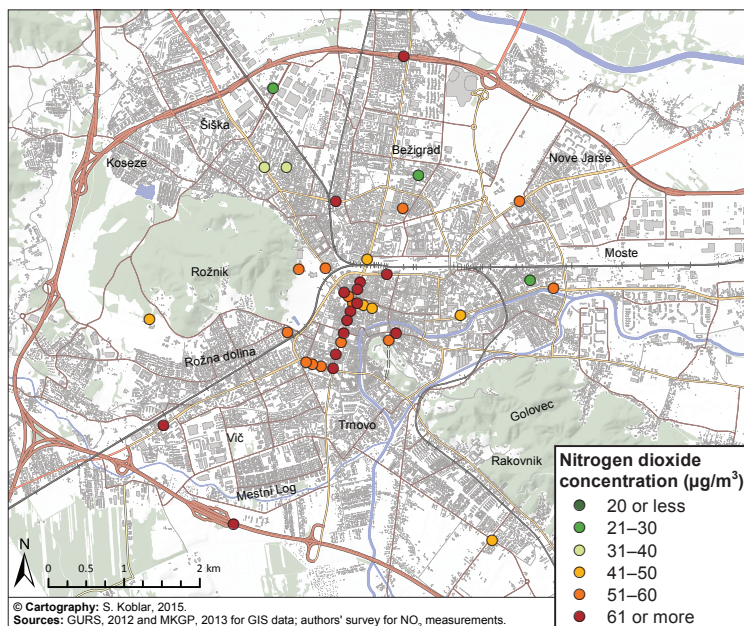 Šiška
Koseze
Bežigrad
Nove Jarše
Moste
Rožnik
Rožna dolina
Golovec
Vič
Trnovo
Rakovnik
Mestni Log
Nitrogen dioxide
concentration (µg/m³)
20 or less
21–30
31–40
41–50
51–60
61 or more
N
0 0.5 1 2 km
© Cartography: S. Koblar, 2015.
Sources: GURS, 2012 and MKGP, 2013 for GIS data; authors' survey for NO₂ measurements.